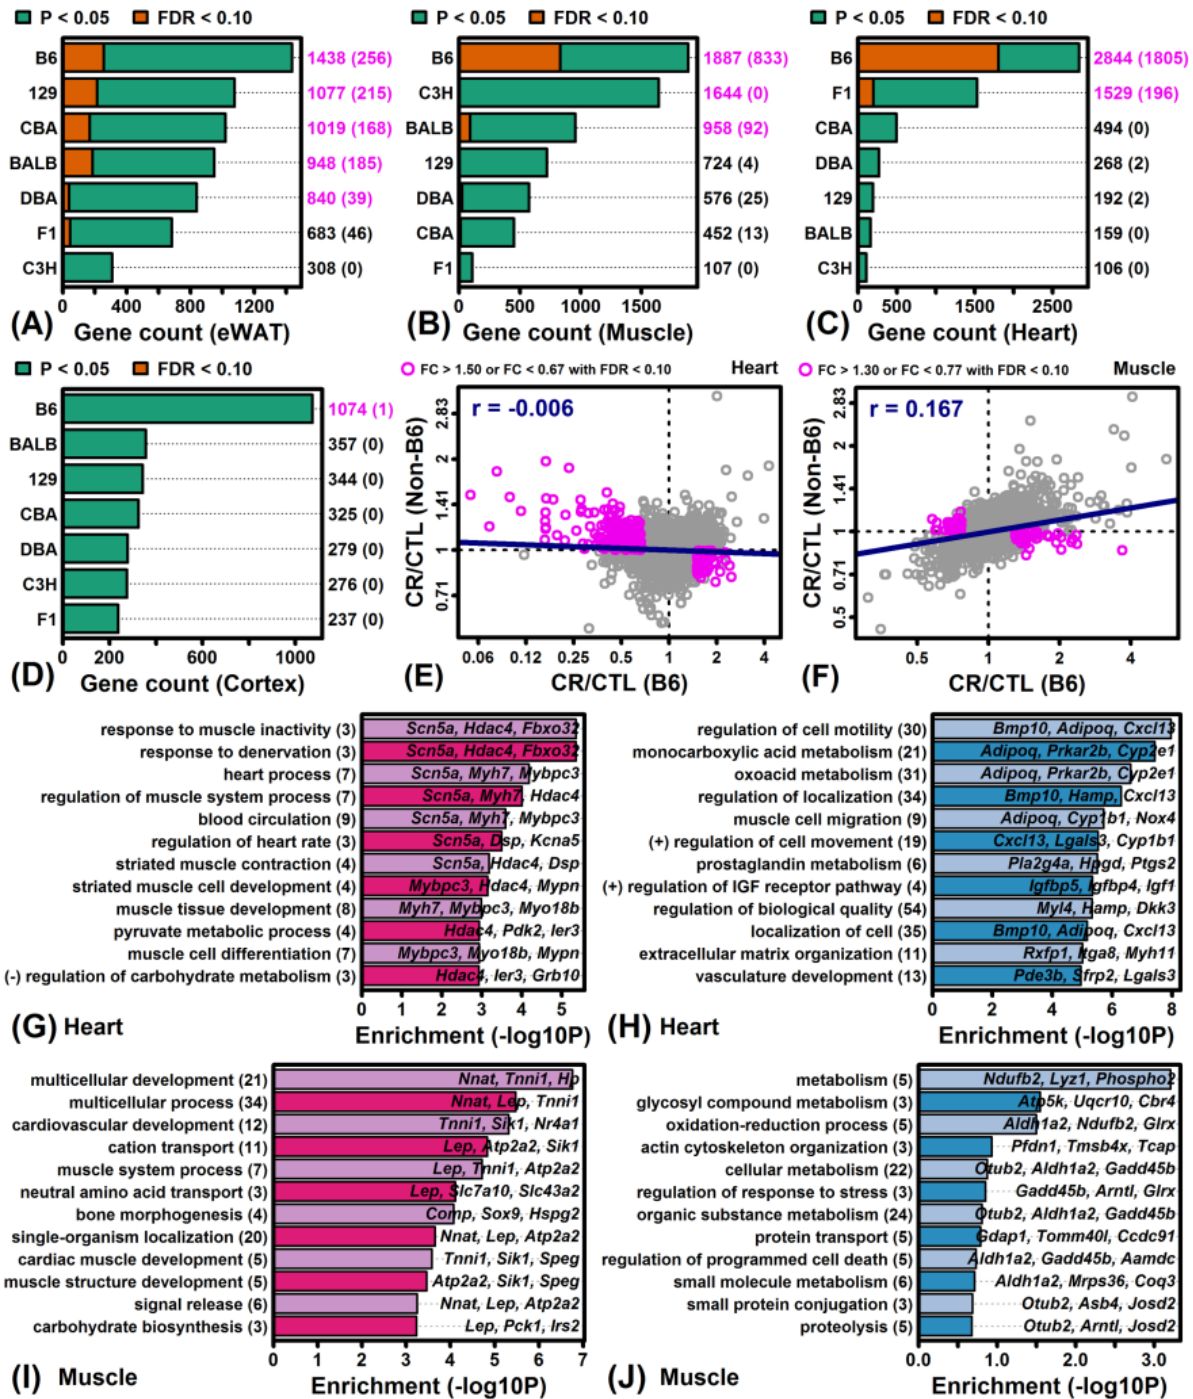 P < 0.05 FDR < 0.10
B6 1438 (256)
129 1077 (215)
CBA 1019 (168)
BALB 948 (185)
DBA 840 (39)
F1 683 (46)
C3H 308 (0)
0 400 800 1200
(A) Gene count (eWAT)
P < 0.05 FDR < 0.10
B6 1887 (833)
C3H 1644 (0)
BALB 958 (92)
129 724 (4)
DBA 576 (25)
CBA 452 (13)
F1 107 (0)
0 500 1000 1500
(B) Gene count (Muscle)
P < 0.05 FDR < 0.10
B6 2844 (1805)
F1 1529 (196)
CBA 494 (0)
DBA 268 (2)
129 192 (2)
BALB 159 (0)
C3H 106 (0)
0 500 1500 2500
(C) Gene count (Heart)
P < 0.05 FDR < 0.10
B6 1074 (1)
BALB 357 (0)
129 344 (0)
CBA 325 (0)
DBA 279 (0)
C3H 276 (0)
F1 237 (0)
0 200 600 1000
(D) Gene count (Cortex)
FC > 1.50 or FC < 0.67 with FDR < 0.10 Heart
r = -0.006
CR/CTL (Non-B6)
2.83
2
1.41
1
0.71
0.06 0.12 0.25 0.5 1 2 4
(E) CR/CTL (B6)
FC > 1.30 or FC < 0.77 with FDR < 0.10 Muscle
r = 0.167
CR/CTL (Non-B6)
2.83
2
1.41
1
0.71
0.5
0.5 1 2 4
(F) CR/CTL (B6)
response to muscle inactivity (3) Scn5a, Hdac4, Fbxo32
response to denervation (3) Scn5a, Hdac4, Fbxo32
heart process (7) Scn5a, Myh7, Mybpc3
regulation of muscle system process (7) Scn5a, Myh7, Hdac4
blood circulation (9) Scn5a, Myh7, Mybpc3
regulation of heart rate (3) Scn5a, Dsp, Kcna5
striated muscle contraction (4) Scn5a, Hdac4, Dsp
striated muscle cell development (4) Mybpc3, Hdac4, Mypn
muscle tissue development (8) Myh7, Mybpc3, Myo18b
pyruvate metabolic process (4) Hdac4, Pdk2, Ier3
muscle cell differentiation (7) Mybpc3, Myo18b, Mypn
(-) regulation of carbohydrate metabolism (3) Hdac4, Ier3, Grb10
0 1 2 3 4 5
(G) Heart Enrichment (-log10P)
regulation of cell motility (30) Bmp10, Adipoq, Cxcl13
monocarboxylic acid metabolism (21) Adipoq, Prkar2b, Cyp2e1
oxoacid metabolism (31) Adipoq, Prkar2b, Cyp2e1
regulation of localization (34) Bmp10, Hamp, Cxcl13
muscle cell migration (9) Adipoq, Cyp1b1, Nox4
(+) regulation of cell movement (19) Cxcl13, Lgals3, Cyp1b1
prostaglandin metabolism (6) Pla2g4a, Hpgd, Ptgs2
(+) regulation of IGF receptor pathway (4) Igfbp5, Igfbp4, Igf1
regulation of biological quality (54) Myl4, Hamp, Dkk3
localization of cell (35) Bmp10, Adipoq, Cxcl13
extracellular matrix organization (11) Rxfp1, Itga8, Myh11
vasculature development (13) Pde3b, Sfrp2, Lgals3
0 2 4 6 8
(H) Heart Enrichment (-log10P)
multicellular development (21) Nnat, Tnni1, Hp
multicellular process (34) Nnat, Lep, Tnni1
cardiovascular development (12) Tnni1, Sik1, Nr4a1
cation transport (11) Lep, Atp2a2, Sik1
muscle system process (7) Lep, Tnni1, Atp2a2
neutral amino acid transport (3) Lep, Slc7a10, Slc43a2
bone morphogenesis (4) Comp, Sox9, Hspg2
single-organism localization (20) Nnat, Lep, Atp2a2
cardiac muscle development (5) Tnni1, Sik1, Speg
muscle structure development (5) Atp2a2, Sik1, Speg
signal release (6) Nnat, Lep, Atp2a2
carbohydrate biosynthesis (3) Lep, Pck1, Irs2
0 1 2 3 4 5 6 7
(I) Muscle Enrichment (-log10P)
metabolism (5) Ndufb2, Lyz1, Phospho2
glycosyl compound metabolism (3) Atp5k, Uqcr10, Cbr4
oxidation-reduction process (5) Aldh1a2, Ndufb2, Glrx
actin cytoskeleton organization (3) Pfdn1, Tmsb4x, Tcap
cellular metabolism (22) Otub2, Aldh1a2, Gadd45b
regulation of response to stress (3) Gadd45b, Arntl, Glrx
organic substance metabolism (24) Otub2, Aldh1a2, Gadd45b
protein transport (5) Gdap1, Tomm40l, Ccdc91
regulation of programmed cell death (5) Aldh1a2, Gadd45b, Aamdc
small molecule metabolism (6) Aldh1a2, Mrps36, Coq3
small protein conjugation (3) Otub2, Asb4, Josd2
proteolysis (5) Otub2, Arntl, Josd2
0.0 1.0 2.0 3.0
(J) Muscle Enrichment (-log10P)